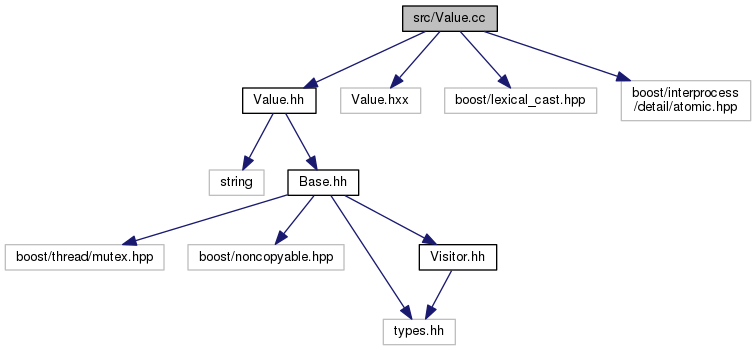 src/Value.cc
Value.hh
Value.hxx
boost/lexical_cast.hpp
boost/interprocess
/detail/atomic.hpp
string
Base.hh
boost/thread/mutex.hpp
boost/noncopyable.hpp
Visitor.hh
types.hh